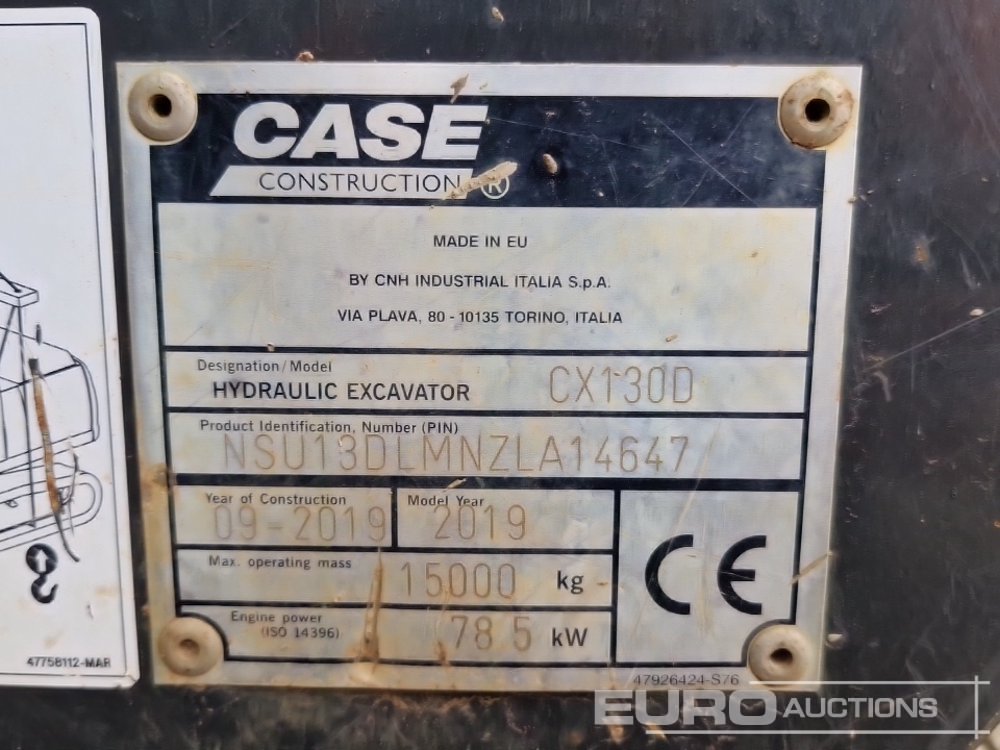 CASE
CONSTRUCTION ®
MADE IN EU
BY CNH INDUSTRIAL ITALIA S.p.A.
VIA PLAVA, 80 - 10135 TORINO, ITALIA
Designation/Model
HYDRAULIC EXCAVATOR CX130D
Product Identification, Number (PIN)
NSU13DLMNZLA14647
Year of Construction Model Year
09-2019 2019
Max. operating mass 15000 kg
Engine power
(ISO 14396) 78.5 kW
CE
47926424-S76
47758112-MAR
EURO AUCTIONS